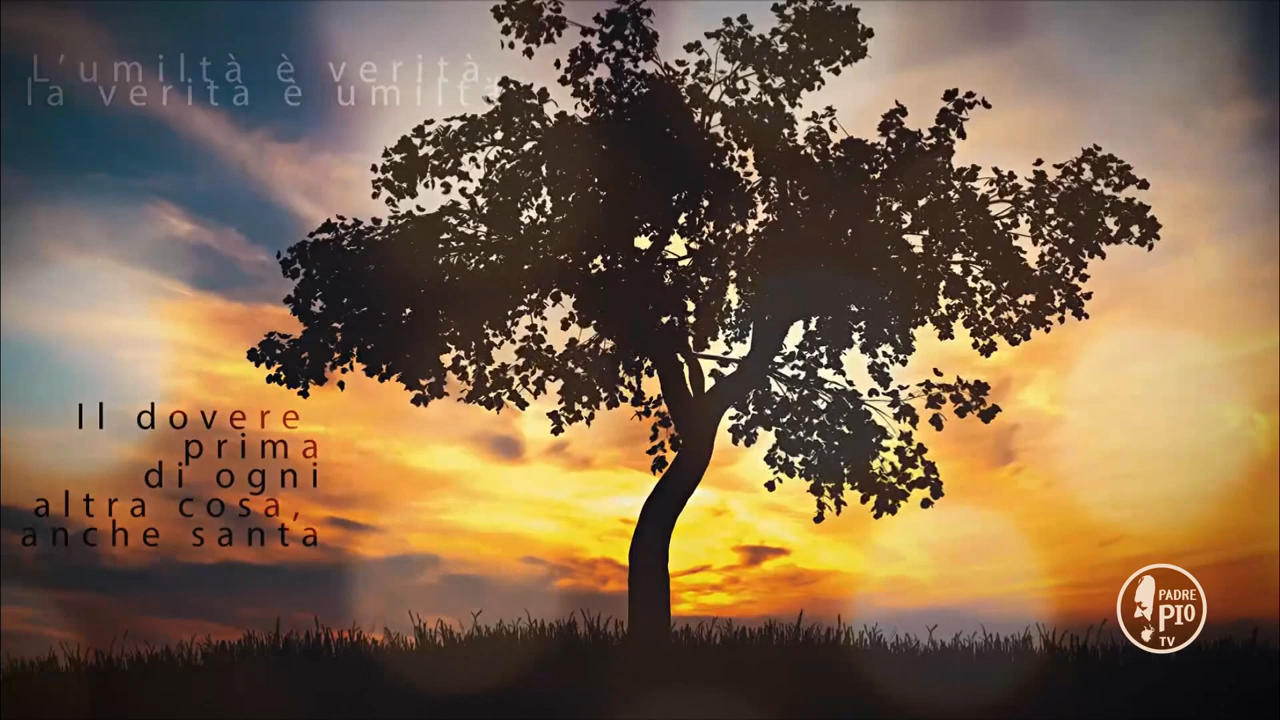 L'umiltà è verità,
la verità è umiltà
Il dovere
prima
di ogni
altra cosa,
anche santa
PADRE
PIO
TV